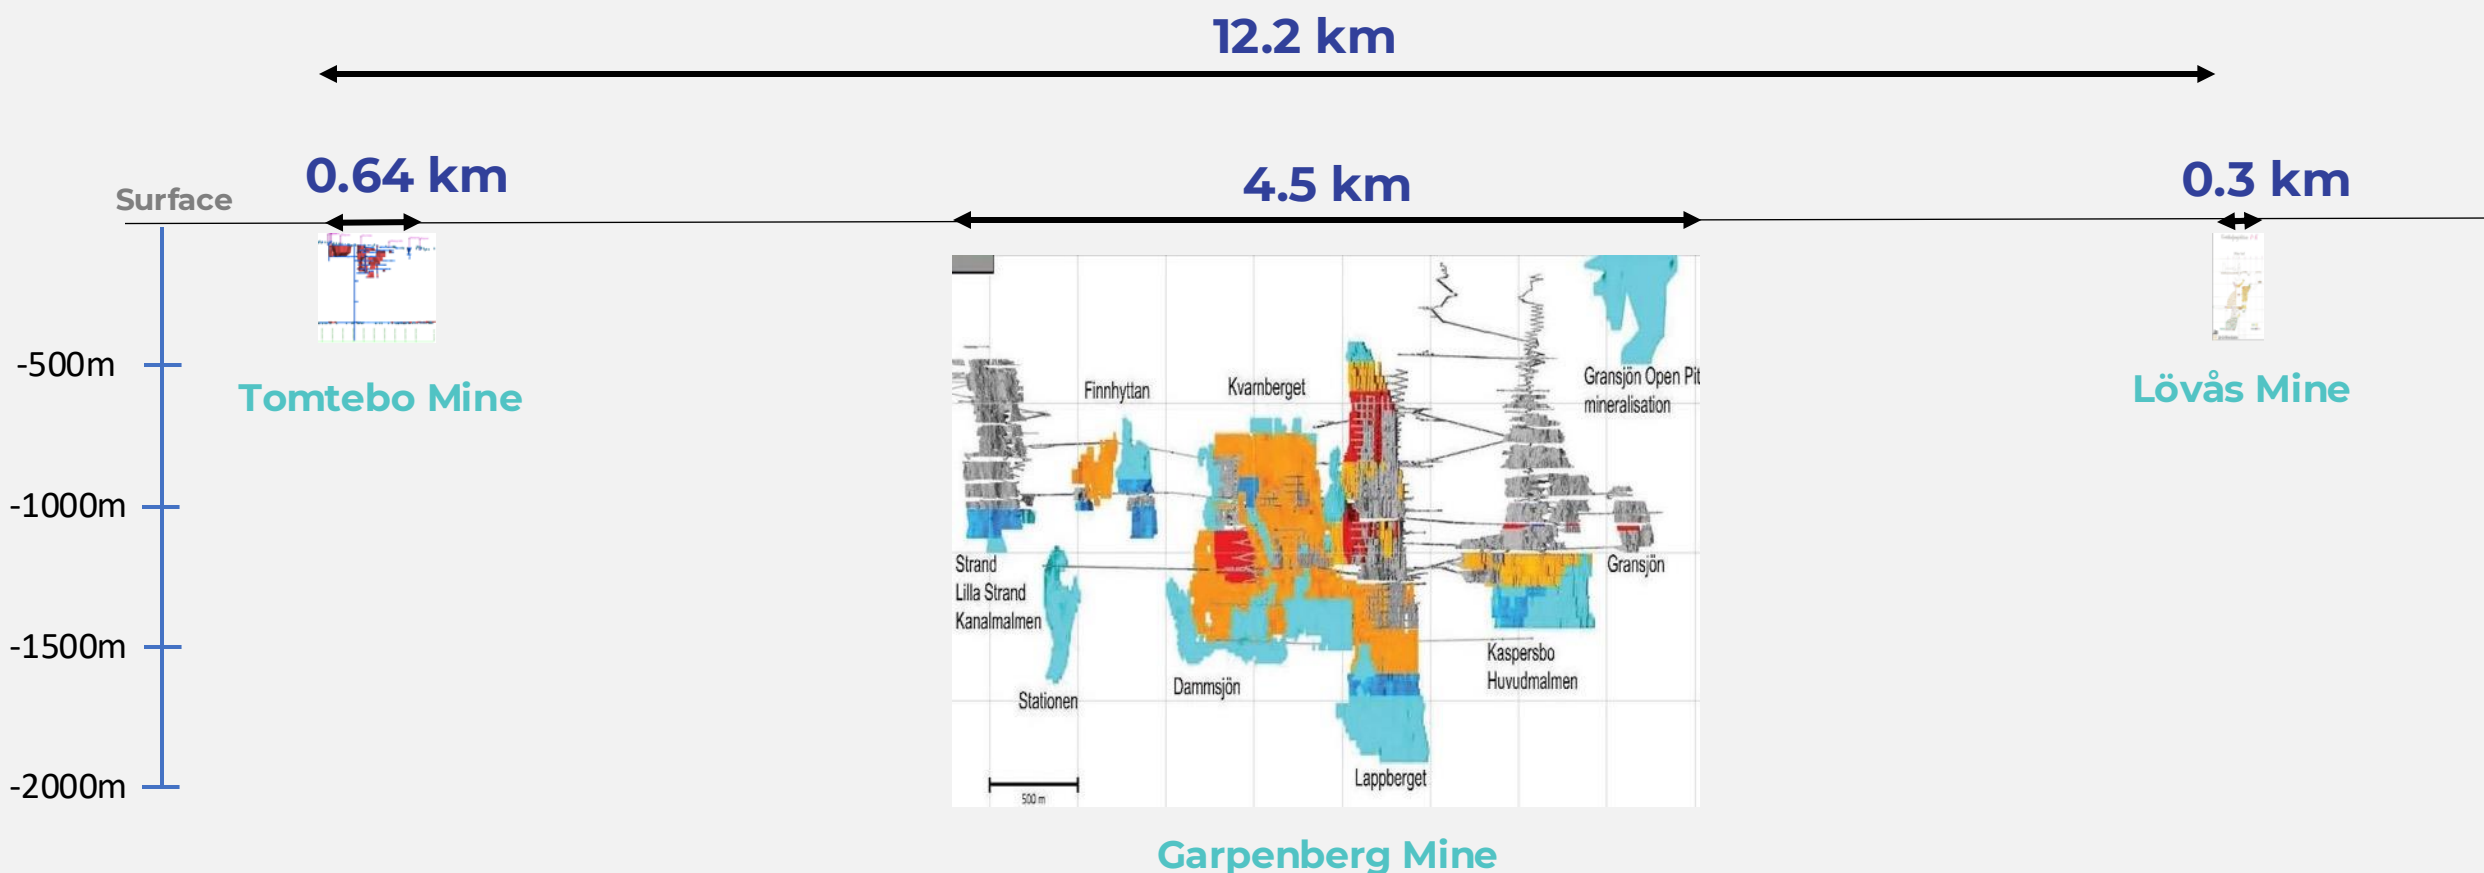 12.2 km
0.64 km
4.5 km
0.3 km
Surface
-500m
-1000m
-1500m
-2000m
Tomtebo Mine
Lövås Mine
Finnhyttan
Kvarnberget
Gransjön Open Pit
mineralisation
Strand
Lilla Strand
Kanalmalmen
Gransjön
Stationen
Dammsjön
Kaspersbo
Huvudmalmen
Lappberget
500 m
Garpenberg Mine